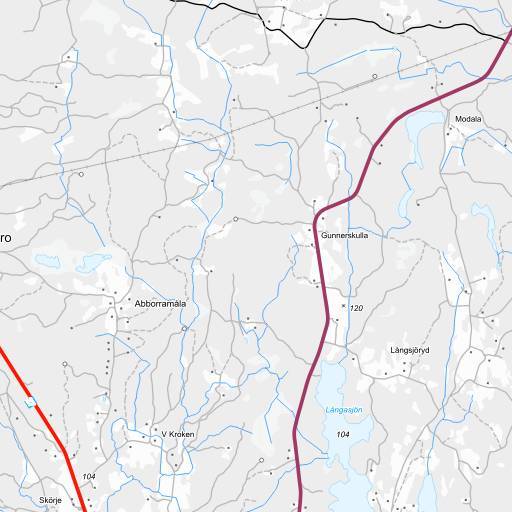 Modala
Gunnerskulla
ro
Abborramåla
120
Långsjöryd
Långasjön
V Kroken
104
104
Skörje